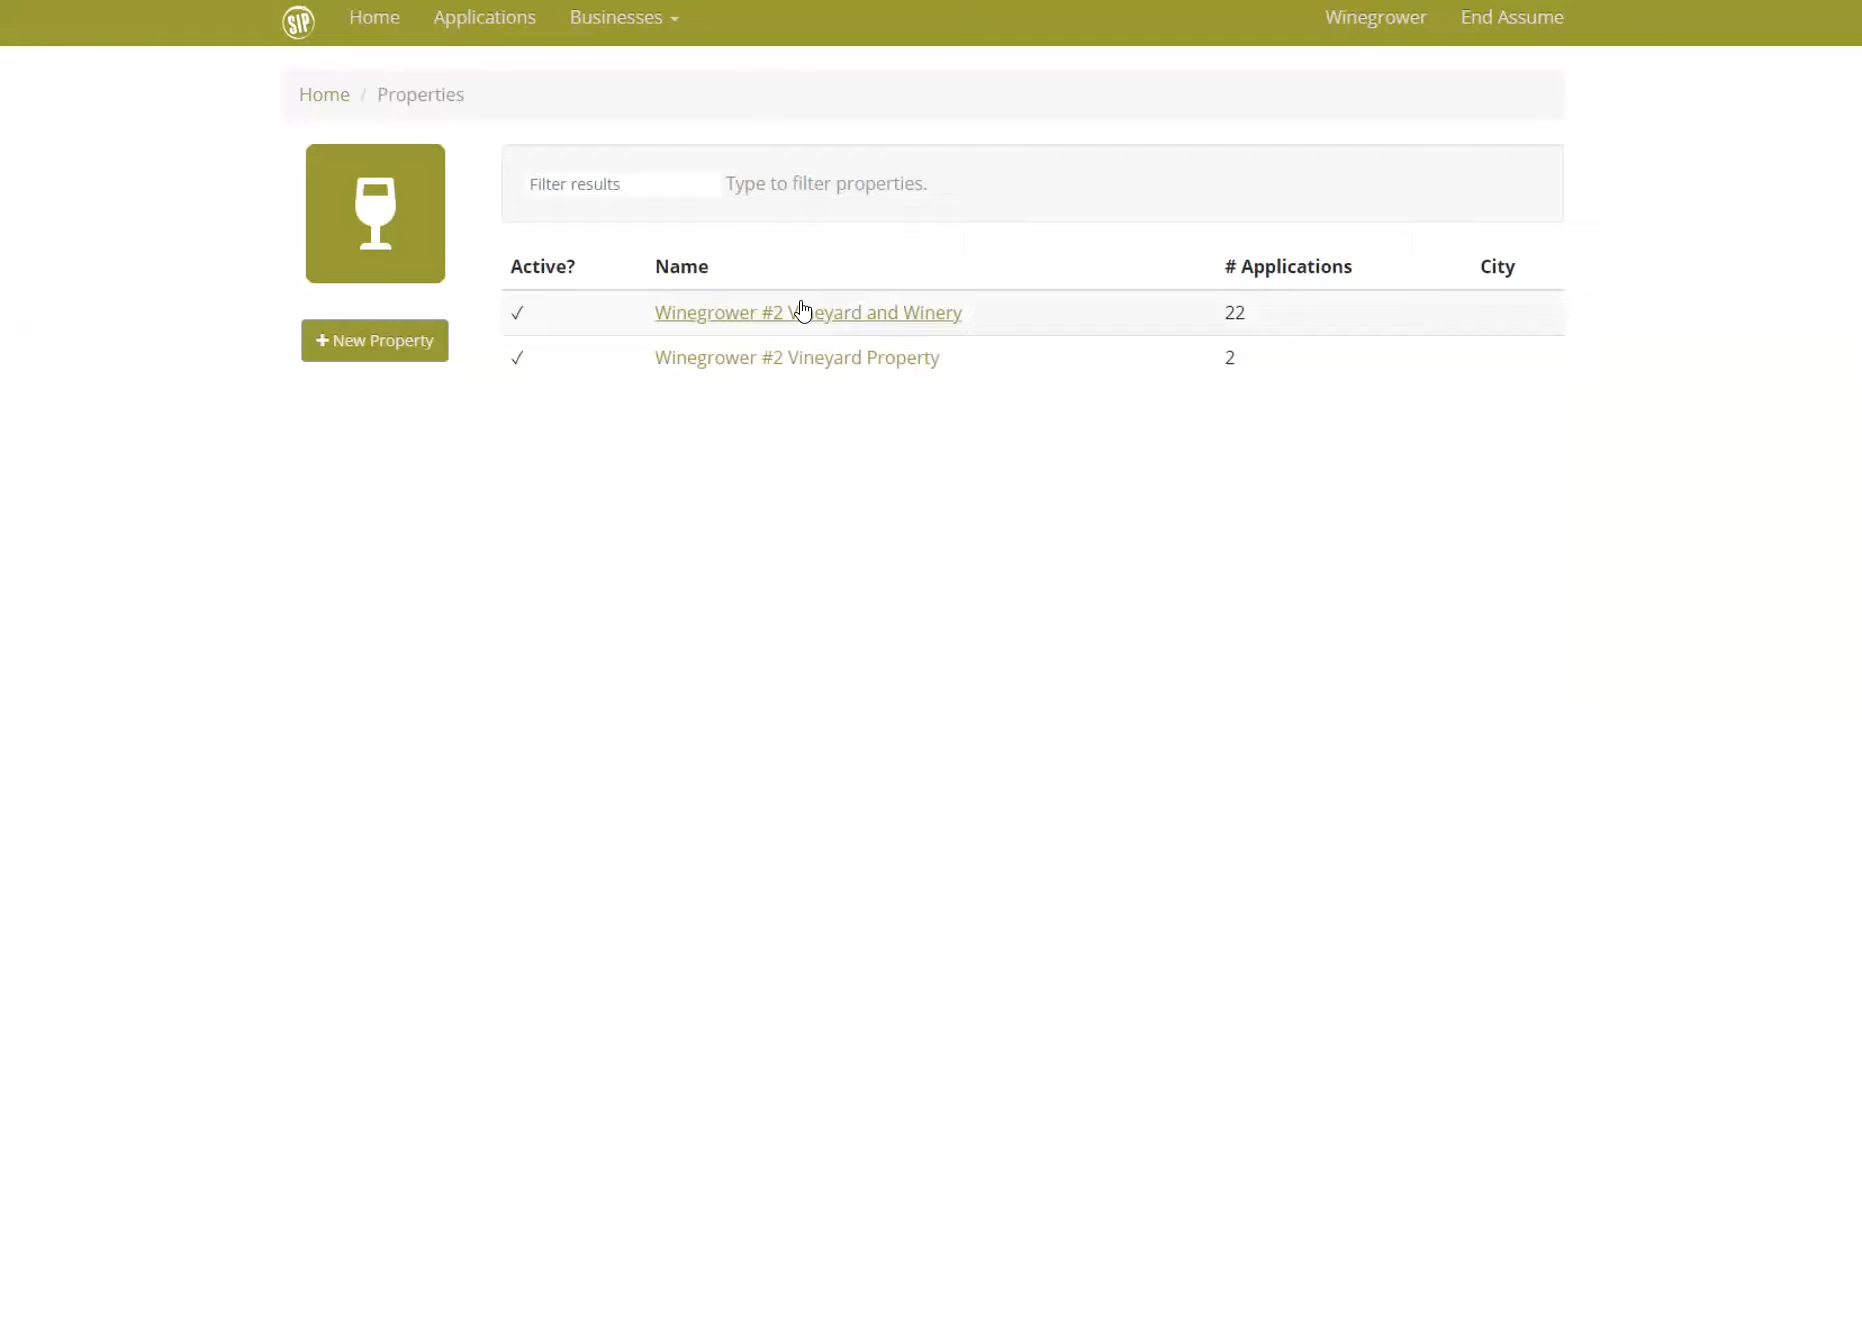 SIP Home Applications Businesses Winegrower End Assume
Home / Properties
Filter results Type to filter properties.
Active? Name # Applications City
✓ Winegrower #2 Vineyard and Winery 22
+ New Property
✓ Winegrower #2 Vineyard Property 2